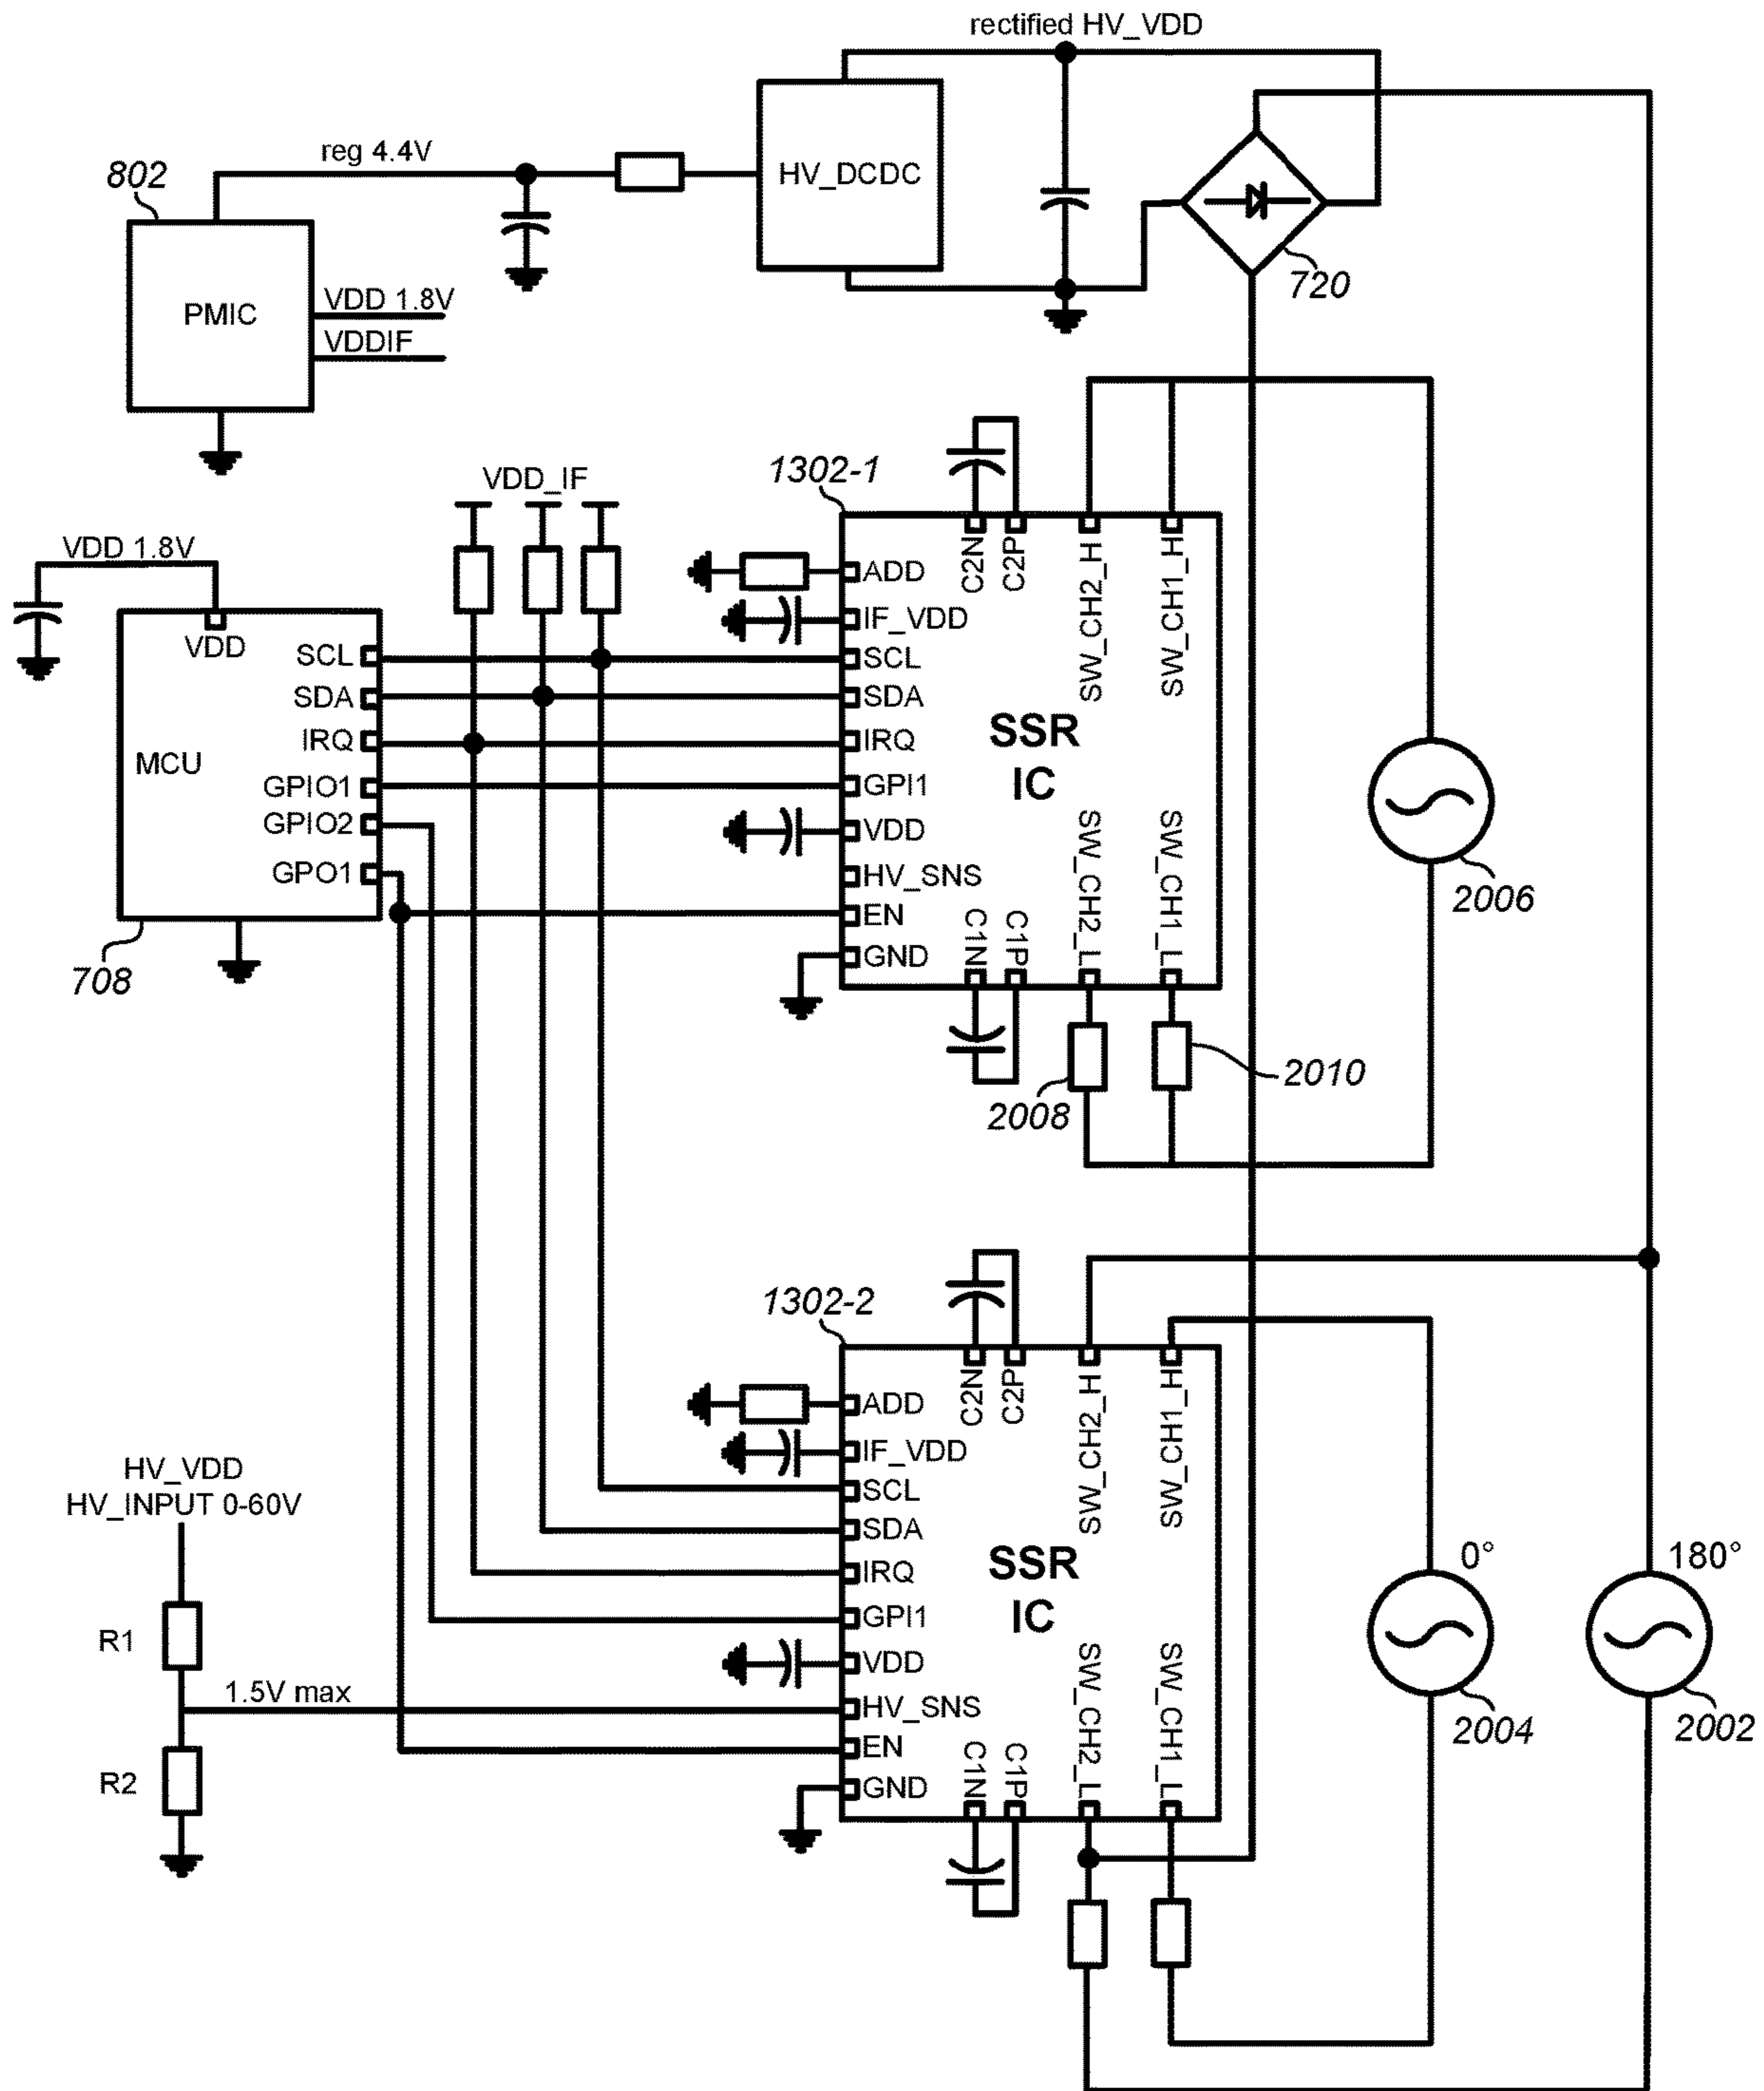 rectified HV_VDD
reg 4.4V
802
HV_DCDC
PMIC
VDD 1.8V
VDDIF
720
1302-1
VDD_IF
VDD 1.8V
VDD
SCL
SDA
IRQ
MCU
GPIO1
GPIO2
GPO1
708
ADD
IF_VDD
SCL
SDA
IRQ
GPI1
VDD
HV_SNS
EN
GND
C2N
C2P
SW_CH2_H
SW_CH1_H
SSR
IC
C1N
C1P
SW_CH2_L
SW_CH1_L
2006
2008
2010
1302-2
ADD
IF_VDD
SCL
SDA
IRQ
GPI1
VDD
HV_SNS
EN
GND
C2N
C2P
SW_CH2_H
SW_CH1_H
SSR
IC
C1N
C1P
SW_CH2_L
SW_CH1_L
HV_VDD
HV_INPUT 0-60V
R1
1.5V max
R2
0°
180°
2004
2002